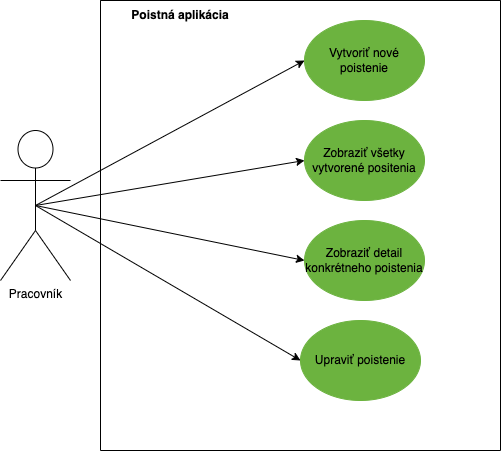 Poistná aplikácia
Vytvoriť nové
poistenie
Zobraziť všetky
vytvorené positenia
Zobraziť detail
konkrétneho poistenia
Pracovník
Upraviť poistenie